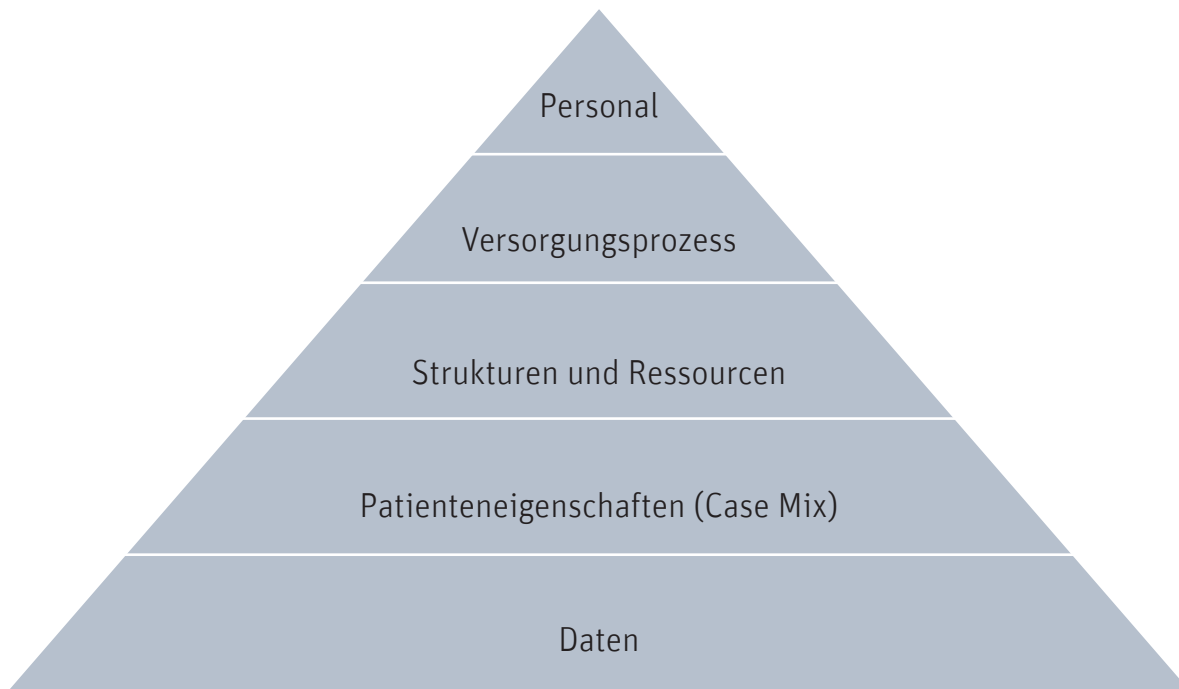 Personal
Versorgungsprozess
Strukturen und Ressourcen
Patienteneigenschaften (Case Mix)
Daten